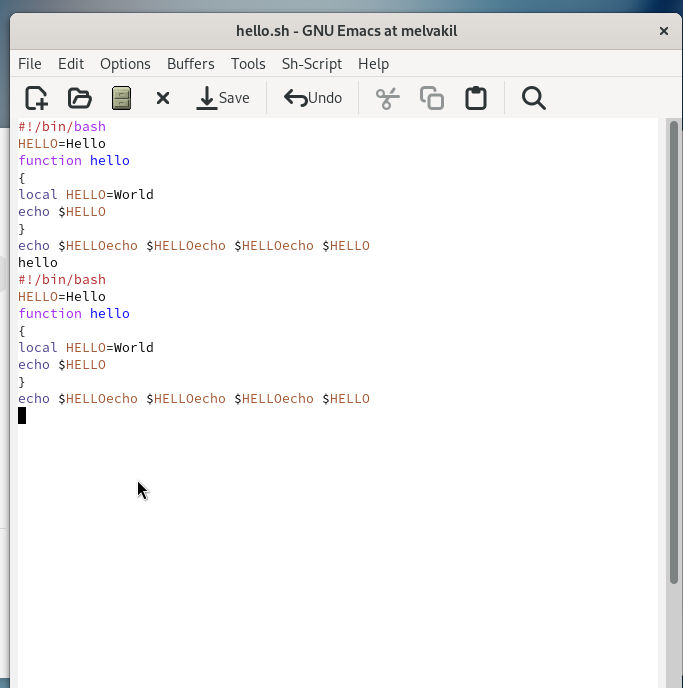 hello.sh - GNU Emacs at melvakil
File Edit Options Buffers Tools Sh-Script Help
Save Undo
#!/bin/bash
HELLO=Hello
function hello
{
local HELLO=World
echo $HELLO
}
echo $HELLOecho $HELLOecho $HELLOecho $HELLO
hello
#!/bin/bash
HELLO=Hello
function hello
{
local HELLO=World
echo $HELLO
}
echo $HELLOecho $HELLOecho $HELLOecho $HELLO